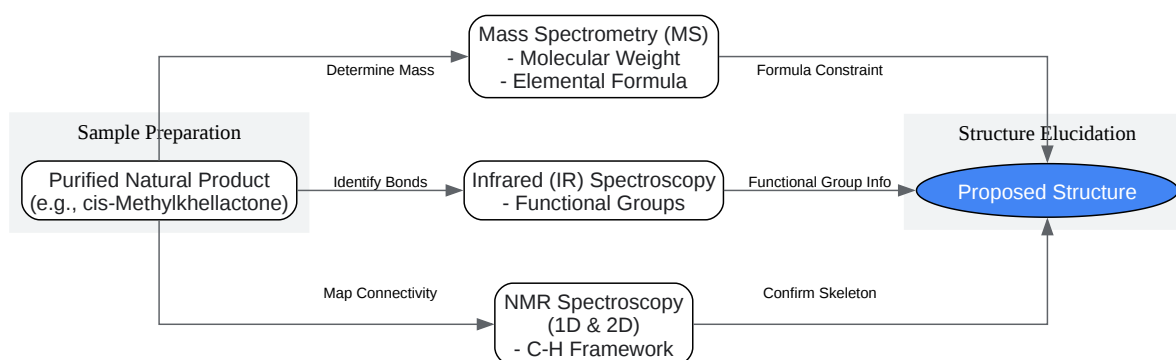 Mass Spectrometry (MS)
- Molecular Weight
- Elemental Formula
Determine Mass
Formula Constraint
Sample Preparation
Structure Elucidation
Purified Natural Product
(e.g., cis-Methylkhellactone)
Identify Bonds
Infrared (IR) Spectroscopy
- Functional Groups
Functional Group Info
Proposed Structure
Map Connectivity
NMR Spectroscopy
(1D & 2D)
- C-H Framework
Confirm Skeleton